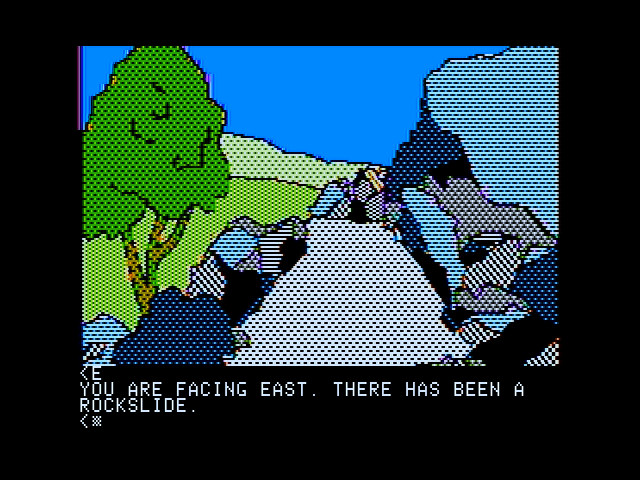 <E
YOU ARE FACING EAST. THERE HAS BEEN A
ROCKSLIDE.
<